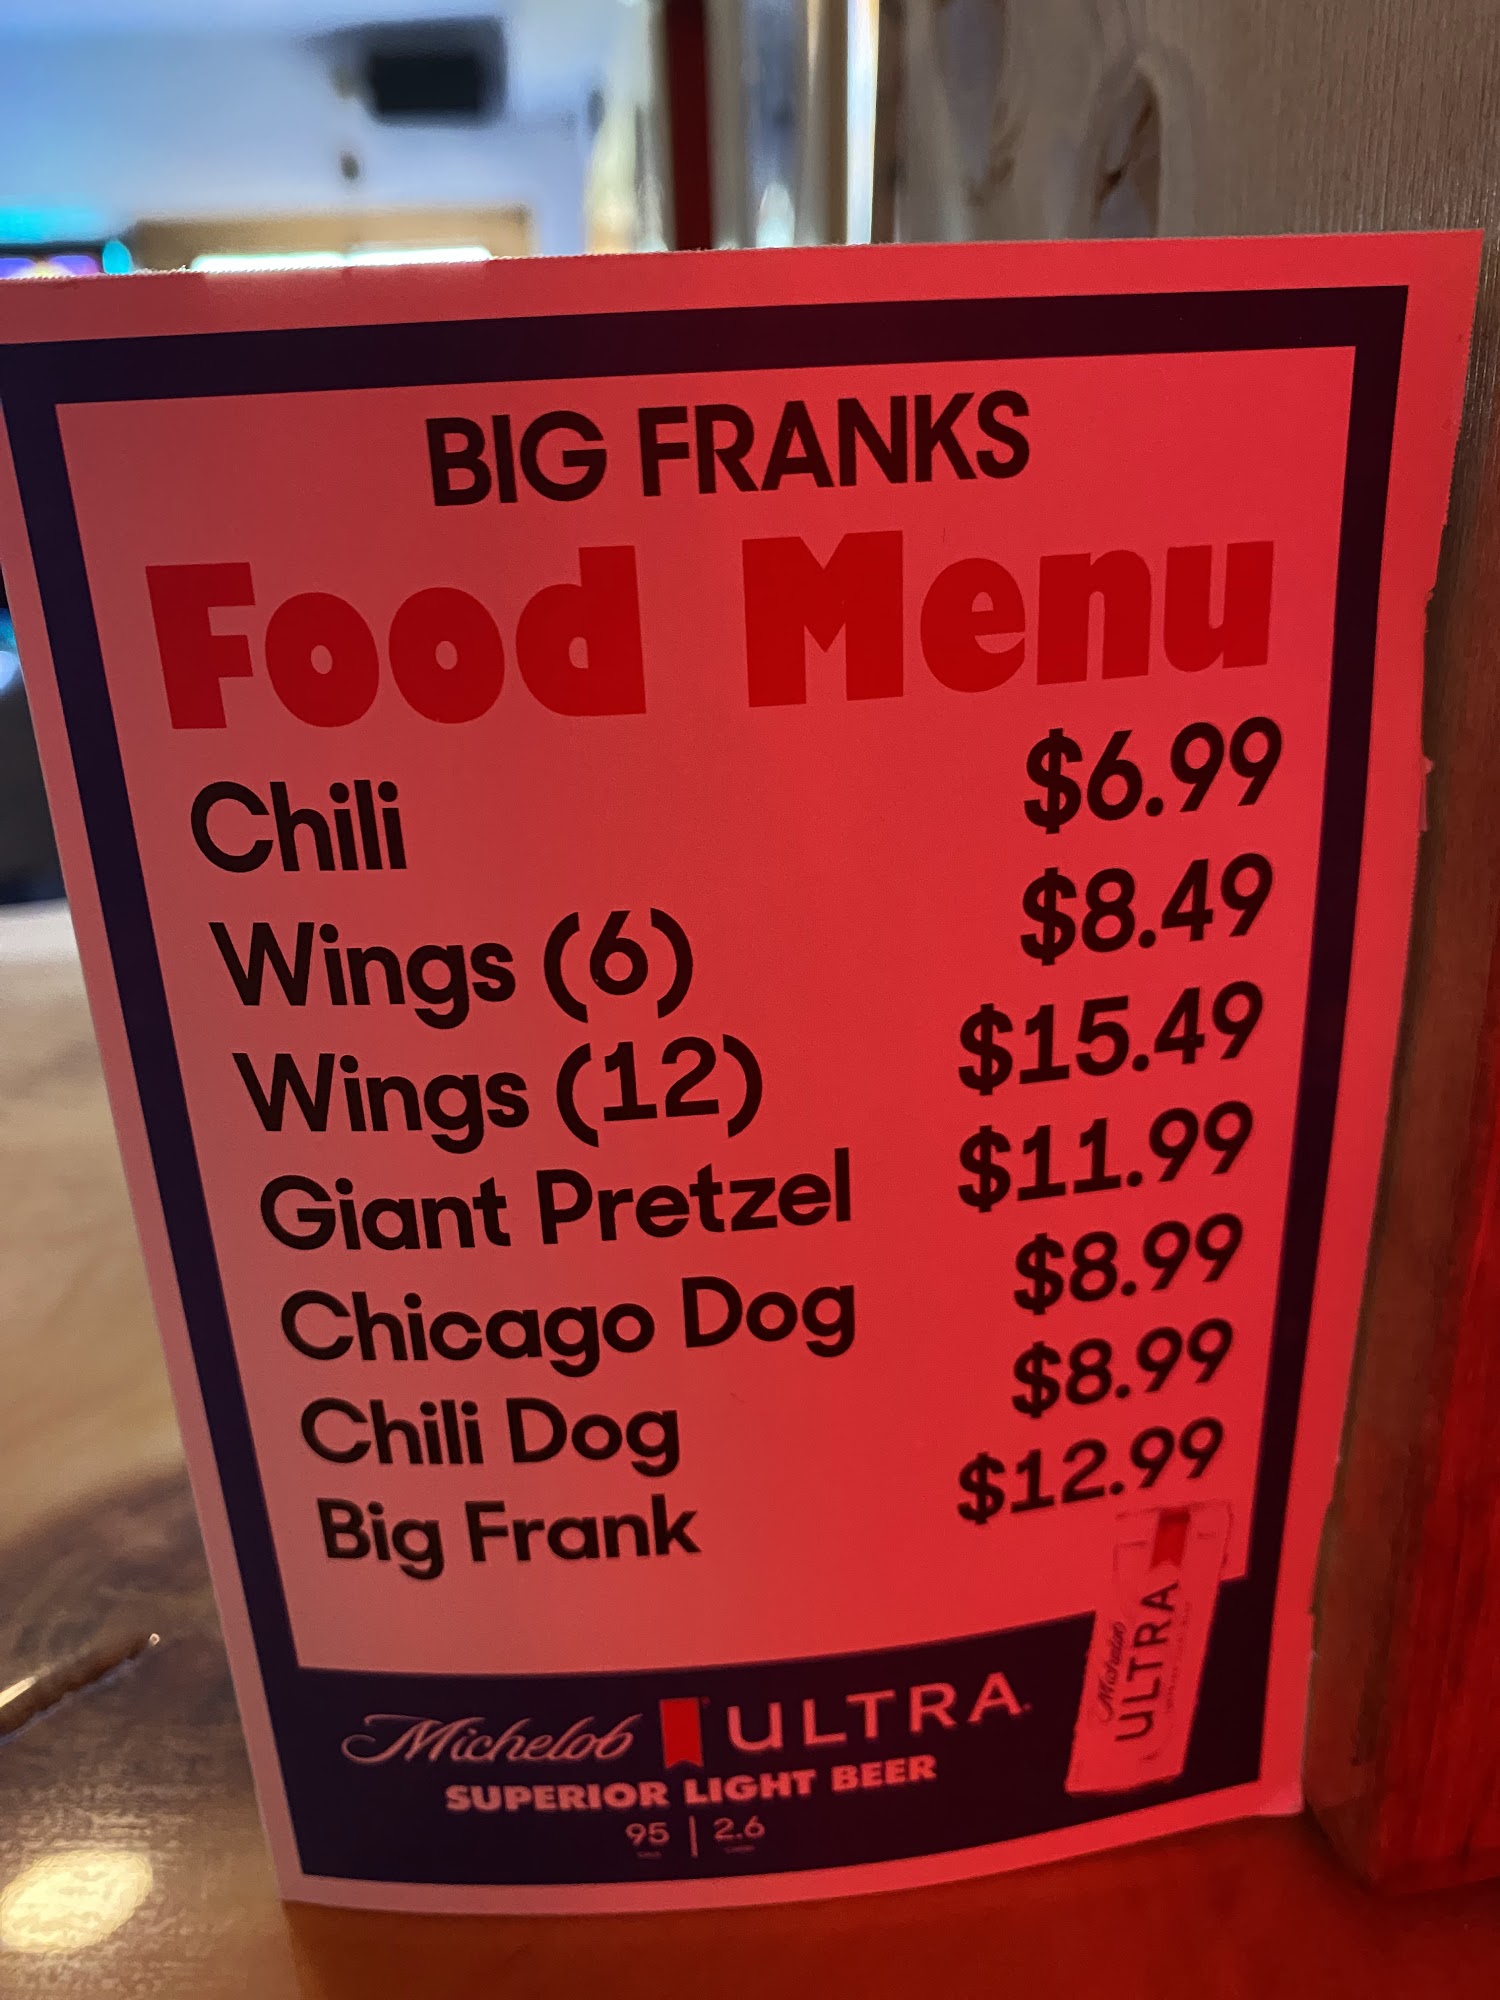 BIG FRANKS
Food Menu
Chili $6.99
Wings (6) $8.49
Wings (12) $15.49
Giant Pretzel $11.99
Chicago Dog $8.99
Chili Dog $8.99
Big Frank $12.99
Michelob ULTRA
SUPERIOR LIGHT BEER
95 | 2.6
Michelob
ULTRA